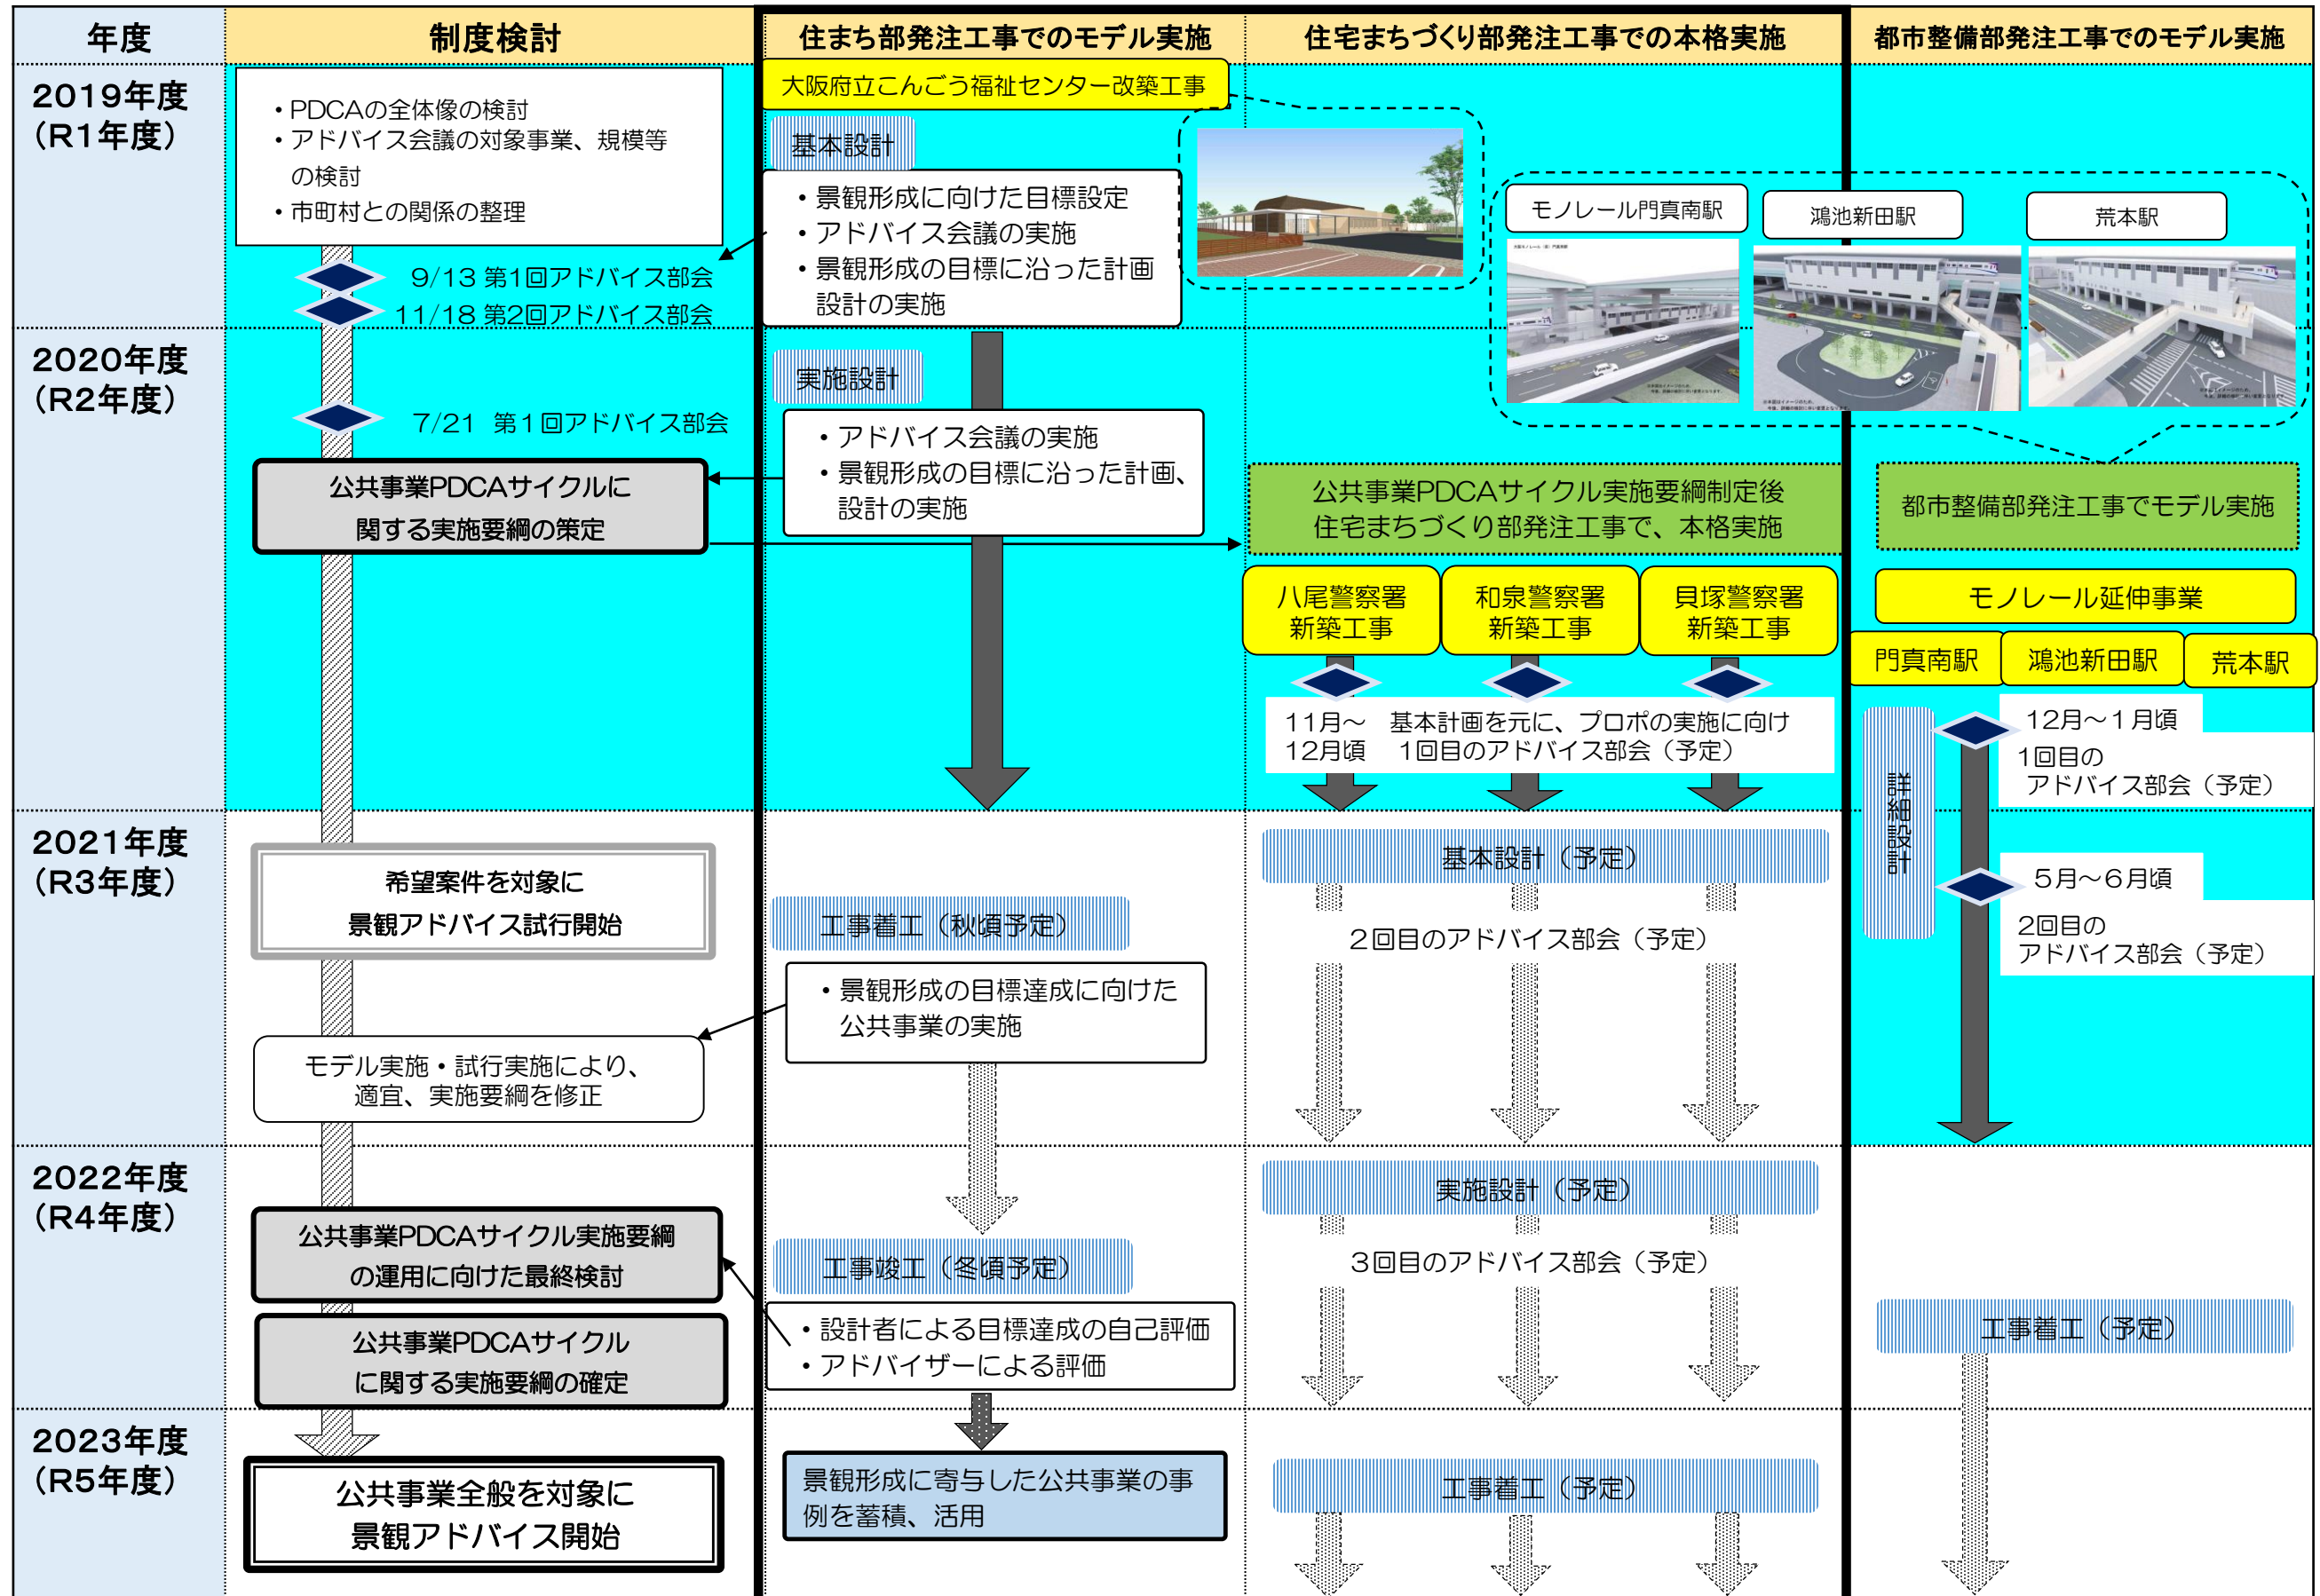 年度
制度検討
住まち部発注工事でのモデル実施
住宅まちづくり部発注工事での本格実施
都市整備部発注工事でのモデル実施
2019年度
（R1年度）
・PDCAの全体像の検討
・アドバイス会議の対象事業、規模等
の検討
・市町村との関係の整理
9/13 第1回アドバイス部会
11/18 第2回アドバイス部会
大阪府立こんごう福祉センター改築工事
基本設計
・景観形成に向けた目標設定
・アドバイス会議の実施
・景観形成の目標に沿った計画
設計の実施
モノレール門真南駅
鴻池新田駅
荒本駅
2020年度
（R2年度）
7/21 第1回アドバイス部会
公共事業PDCAサイクルに
関する実施要綱の策定
実施設計
・アドバイス会議の実施
・景観形成の目標に沿った計画、
設計の実施
公共事業PDCAサイクル実施要綱制定後
住宅まちづくり部発注工事で、本格実施
八尾警察署
新築工事
和泉警察署
新築工事
貝塚警察署
新築工事
11月～ 基本計画を元に、プロポの実施に向け
12月頃 1回目のアドバイス部会（予定）
都市整備部発注工事でモデル実施
モノレール延伸事業
門真南駅
鴻池新田駅
荒本駅
詳細設計
12月～1月頃
1回目の
アドバイス部会（予定）
2021年度
（R3年度）
希望案件を対象に
景観アドバイス試行開始
モデル実施・試行実施により、
適宜、実施要綱を修正
工事着工（秋頃予定）
・景観形成の目標達成に向けた
公共事業の実施
基本設計（予定）
2回目のアドバイス部会（予定）
5月～6月頃
2回目の
アドバイス部会（予定）
2022年度
（R4年度）
公共事業PDCAサイクル実施要綱
の運用に向けた最終検討
公共事業PDCAサイクル
に関する実施要綱の確定
工事竣工（冬頃予定）
・設計者による目標達成の自己評価
・アドバイザーによる評価
実施設計（予定）
3回目のアドバイス部会（予定）
工事着工（予定）
2023年度
（R5年度）
公共事業全般を対象に
景観アドバイス開始
景観形成に寄与した公共事業の事
例を蓄積、活用
工事着工（予定）